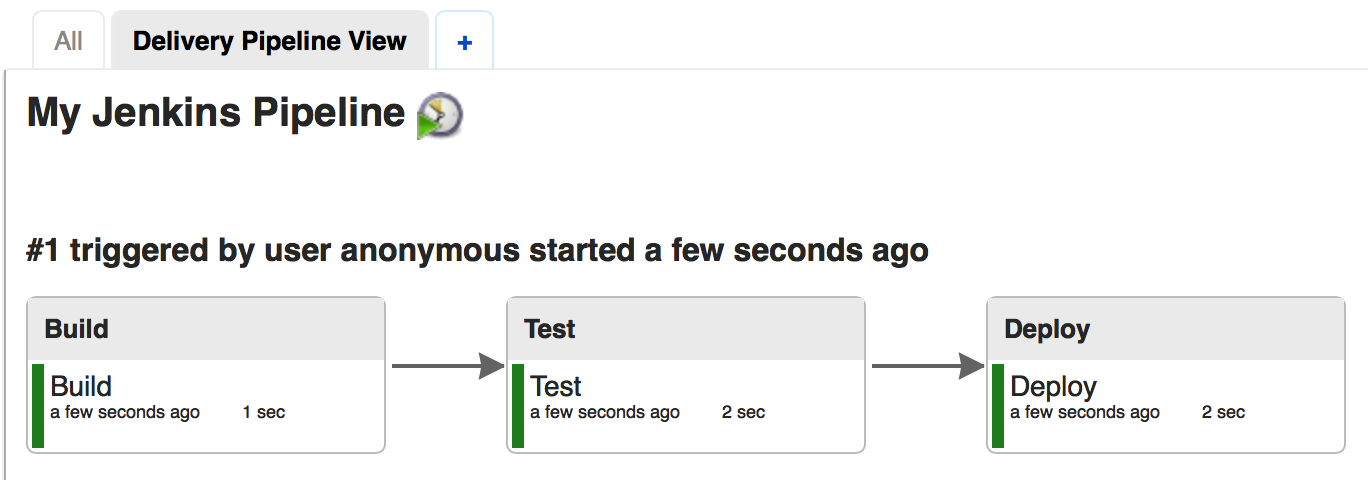 All Delivery Pipeline View +
My Jenkins Pipeline
#1 triggered by user anonymous started a few seconds ago
Build Test Deploy
Build Test Deploy
a few seconds ago 1 sec a few seconds ago 2 sec a few seconds ago 2 sec